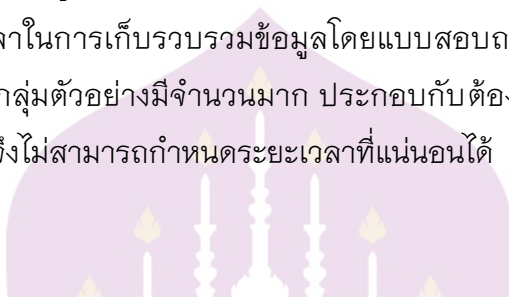 ลาในการเก็บรวบรวมข้อมูลโดยแบบสอบถ
กลุ่มตัวอย่างมีจำนวนมาก ประกอบกับต้อง
จึงไม่สามารถกำหนดระยะเวลาที่แน่นอนได้